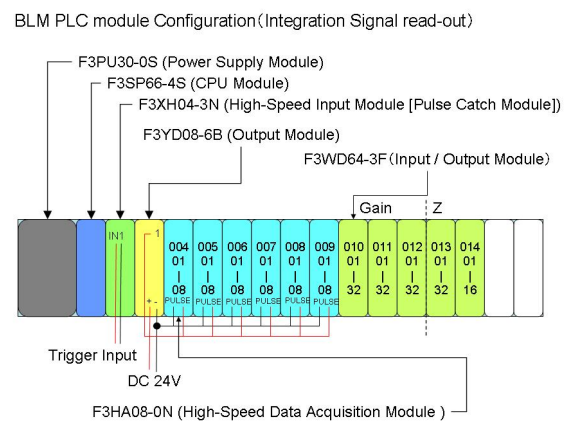 BLM PLC module Configuration(Integration Signal read-out)
F3PU30-0S (Power Supply Module)
F3SP66-4S (CPU Module)
F3XH04-3N (High-Speed Input Module [Pulse Catch Module])
F3YD08-6B (Output Module)
F3WD64-3F(Input / Output Module)
Gain Z
IN1 1 004 005 006 007 008 009 010 011 012 013 014
01 01 01 01 01 01 01 01 01 01 01
| | | | | | | | | | |
08 08 08 08 08 08 32 32 32 32 16
+ - PULSE PULSE PULSE PULSE PULSE PULSE
Trigger Input
DC 24V
F3HA08-0N (High-Speed Data Acquisition Module )